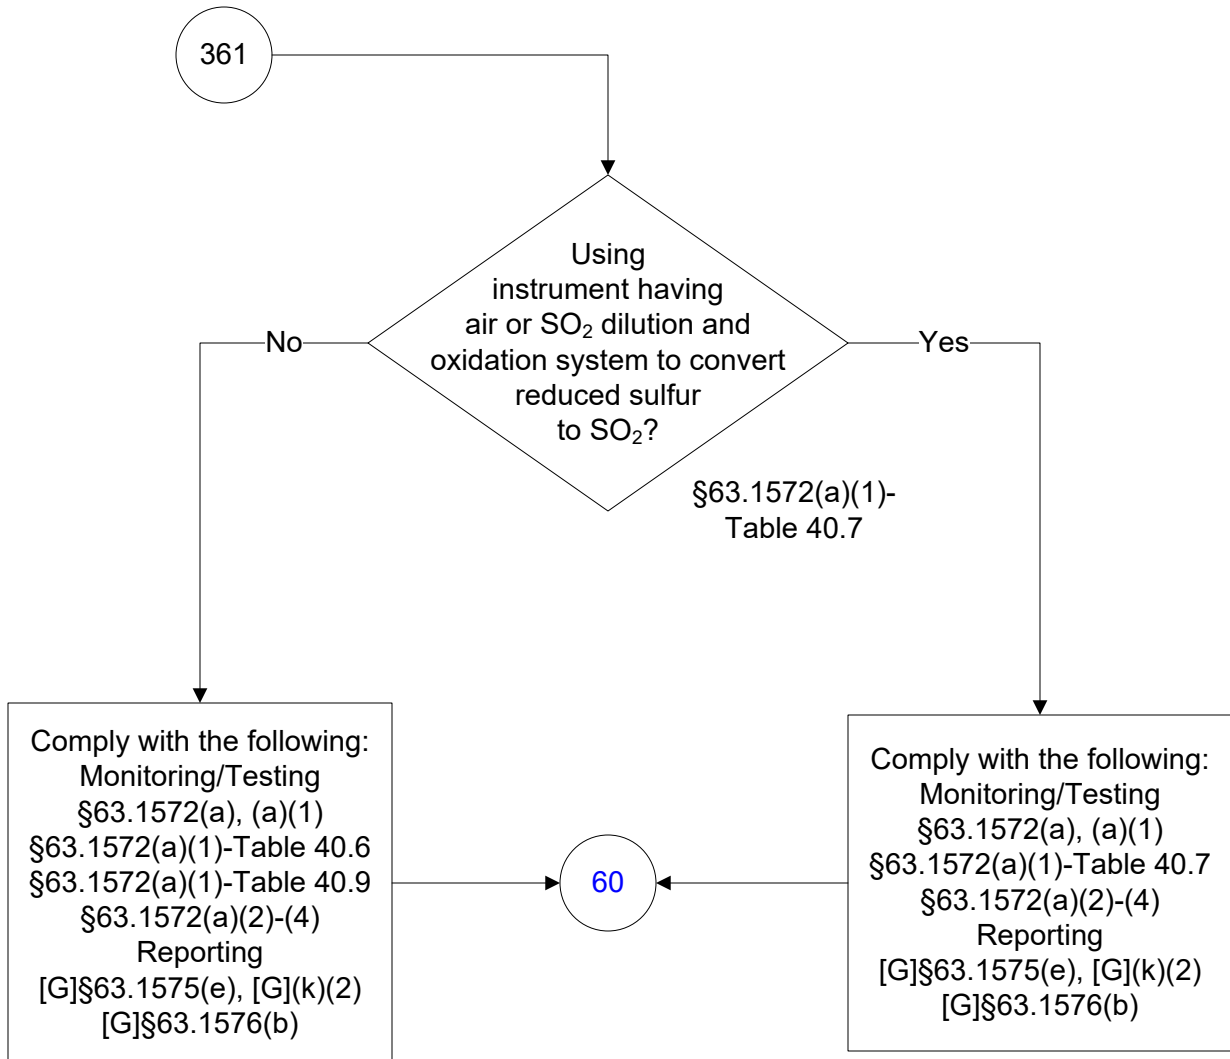 361
Using
instrument having
air or SO₂ dilution and
oxidation system to convert
reduced sulfur
to SO₂?
No
Yes
§63.1572(a)(1)-
Table 40.7
Comply with the following:
Monitoring/Testing
§63.1572(a), (a)(1)
§63.1572(a)(1)-Table 40.6
§63.1572(a)(1)-Table 40.9
§63.1572(a)(2)-(4)
Reporting
[G]§63.1575(e), [G](k)(2)
[G]§63.1576(b)
60
Comply with the following:
Monitoring/Testing
§63.1572(a), (a)(1)
§63.1572(a)(1)-Table 40.7
§63.1572(a)(2)-(4)
Reporting
[G]§63.1575(e), [G](k)(2)
[G]§63.1576(b)